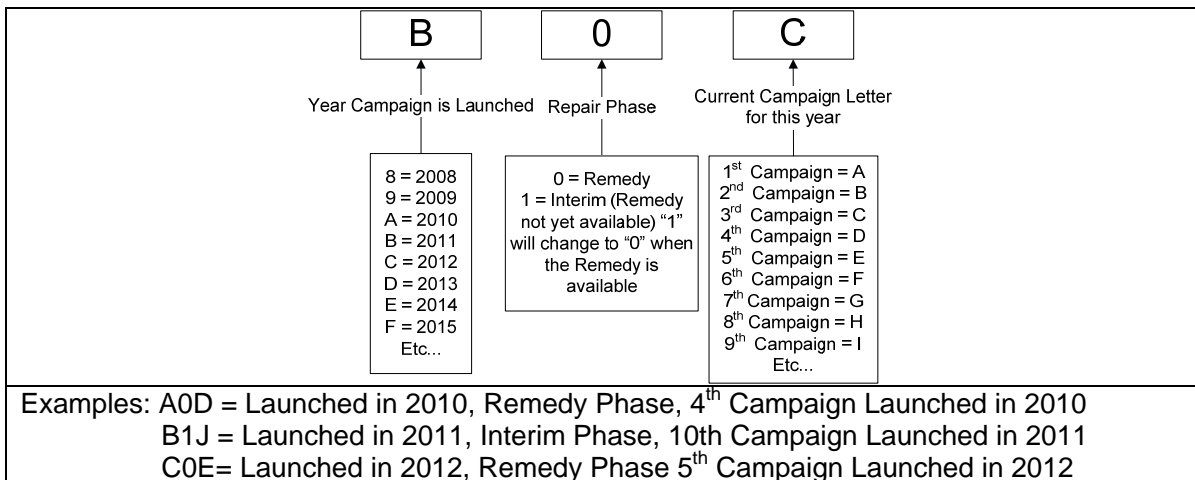 B
0
C
Year Campaign is Launched
Repair Phase
Current Campaign Letter
for this year
8 = 2008
9 = 2009
A = 2010
B = 2011
C = 2012
D = 2013
E = 2014
F = 2015
Etc...
0 = Remedy
1 = Interim (Remedy
not yet available) “1”
will change to “0” when
the Remedy is
available
1st Campaign = A
2nd Campaign = B
3rd Campaign = C
4th Campaign = D
5th Campaign = E
6th Campaign = F
7th Campaign = G
8th Campaign = H
9th Campaign = I
Etc...
Examples: A0D = Launched in 2010, Remedy Phase, 4th Campaign Launched in 2010
B1J = Launched in 2011, Interim Phase, 10th Campaign Launched in 2011
C0E= Launched in 2012, Remedy Phase 5th Campaign Launched in 2012